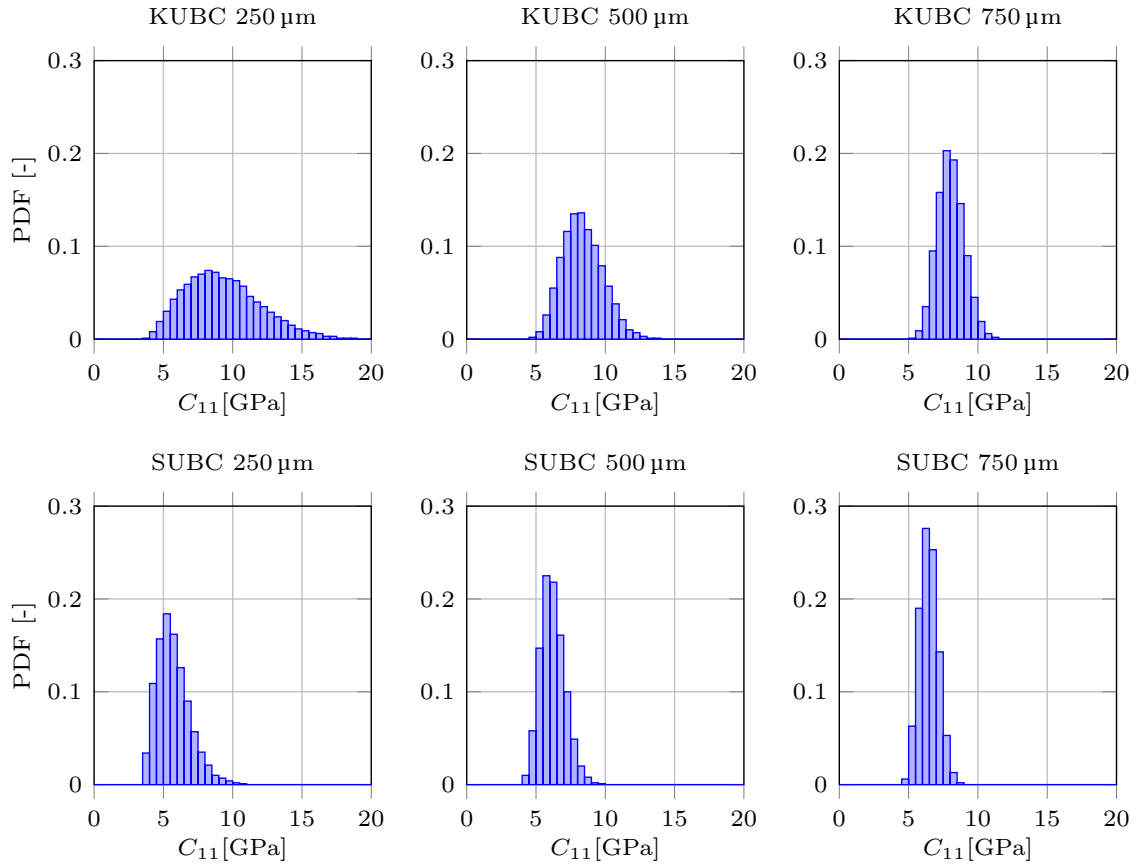 KUBC 250 µm
KUBC 500 µm
KUBC 750 µm
0.3
0.2
0.1
0
PDF [-]
0 5 10 15 20
C11[GPa]
0.3
0.2
0.1
0
0 5 10 15 20
C11[GPa]
0.3
0.2
0.1
0
0 5 10 15 20
C11[GPa]
SUBC 250 µm
SUBC 500 µm
SUBC 750 µm
0.3
0.2
0.1
0
PDF [-]
0 5 10 15 20
C11[GPa]
0.3
0.2
0.1
0
0 5 10 15 20
C11[GPa]
0.3
0.2
0.1
0
0 5 10 15 20
C11[GPa]